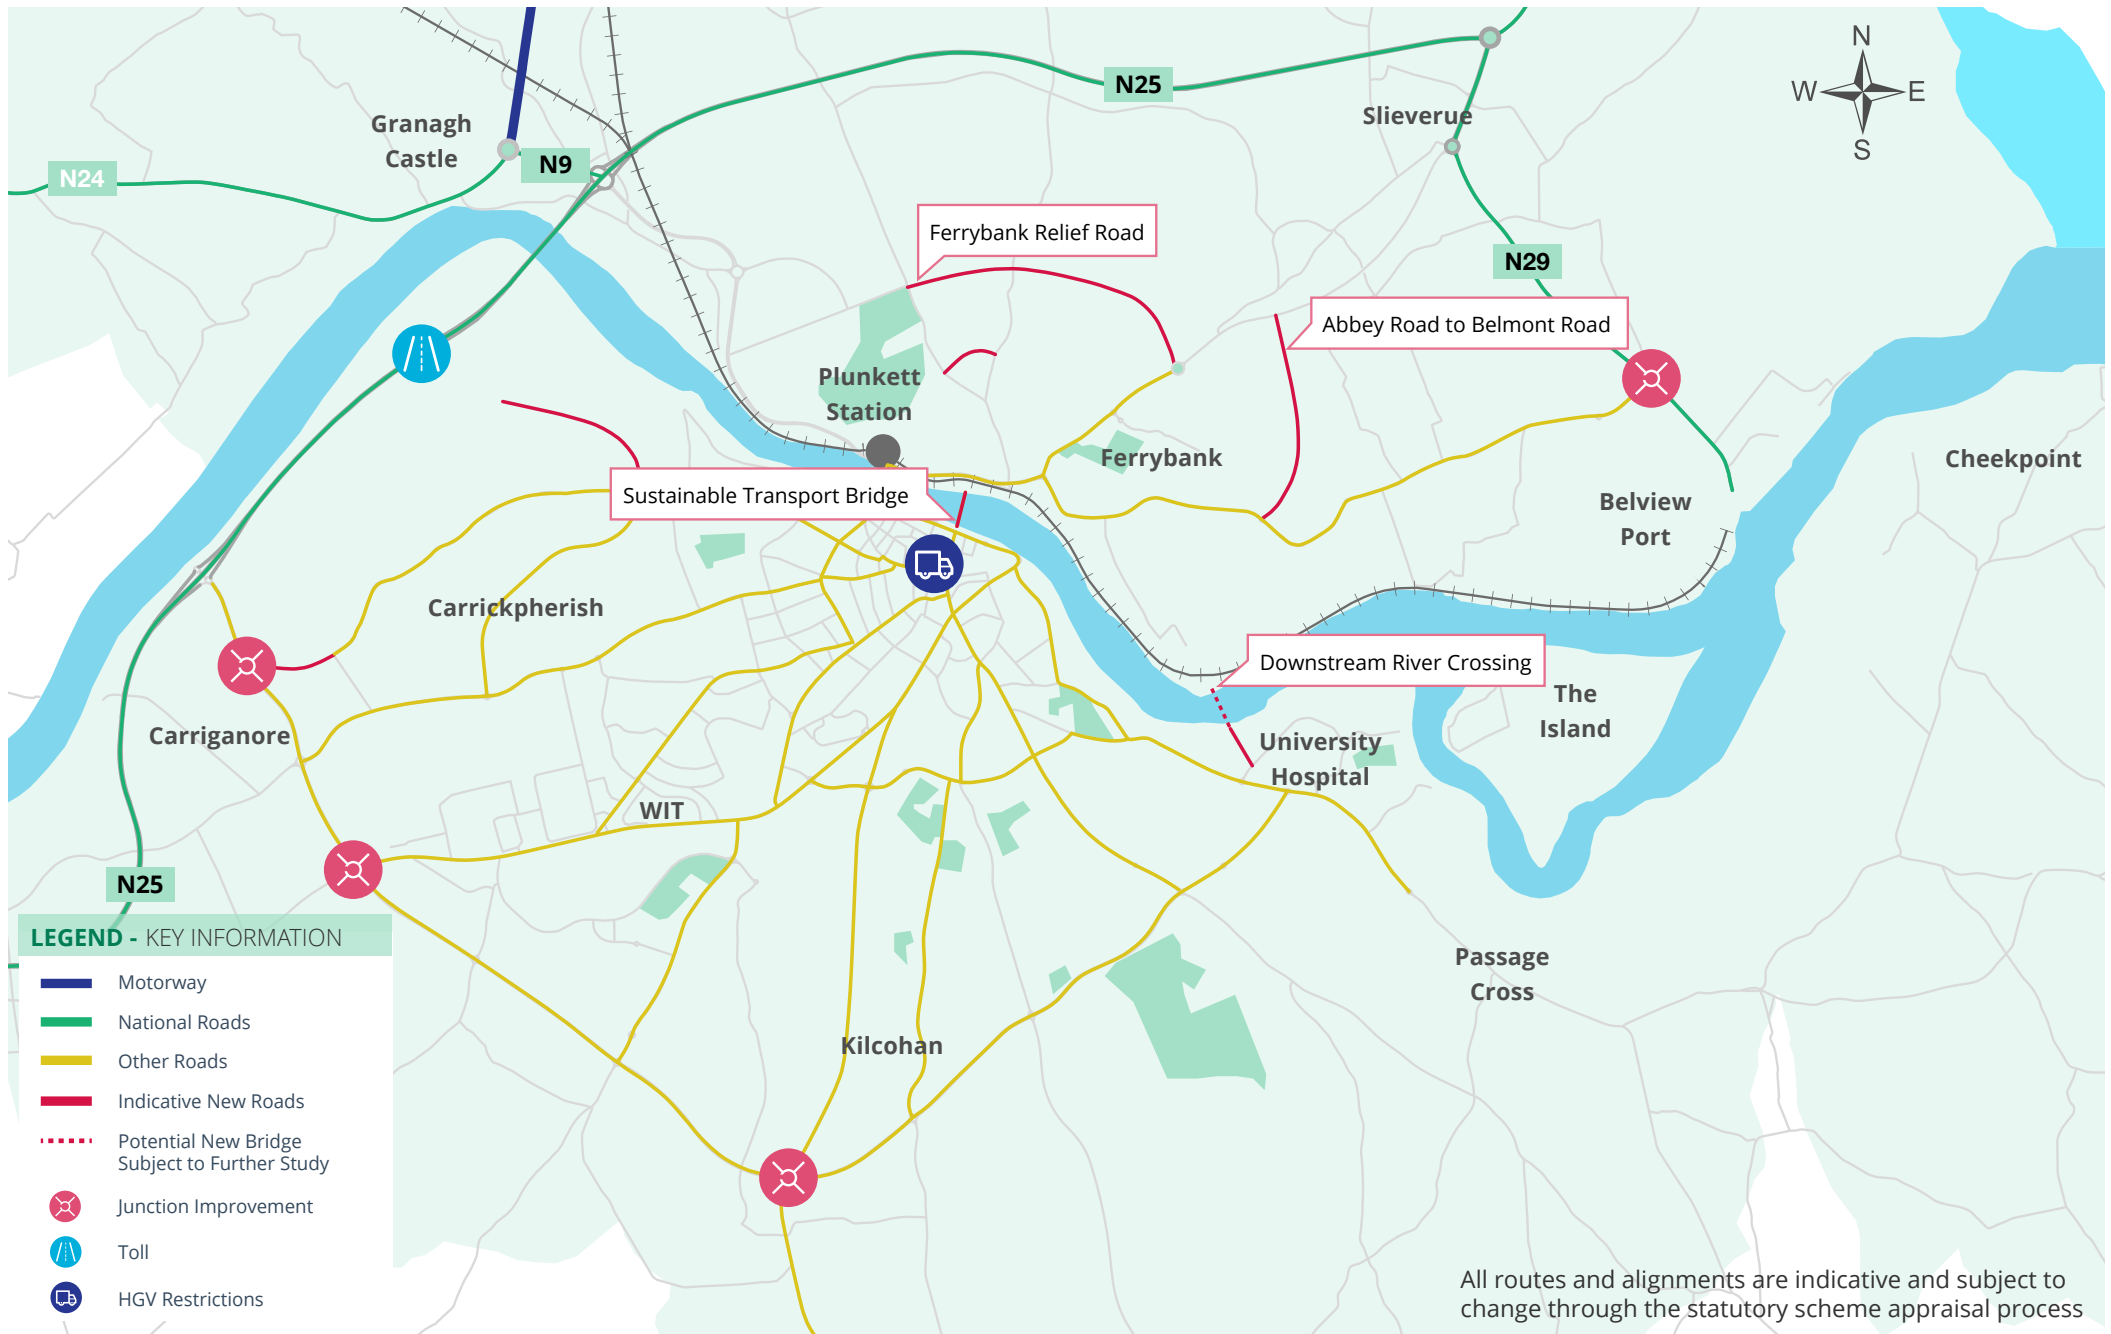 N
W
E
S
N25
Slieverue
Granagh
Castle
N9
N24
Ferrybank Relief Road
N29
Abbey Road to Belmont Road
Plunkett
Station
Ferrybank
Cheekpoint
Sustainable Transport Bridge
Belview
Port
Carrickpherish
Downstream River Crossing
The
Island
Carriganore
University
Hospital
WIT
N25
Passage
Cross
Kilcohan
LEGEND - KEY INFORMATION
Motorway
National Roads
Other Roads
Indicative New Roads
Potential New Bridge
Subject to Further Study
Junction Improvement
Toll
HGV Restrictions
All routes and alignments are indicative and subject to
change through the statutory scheme appraisal process